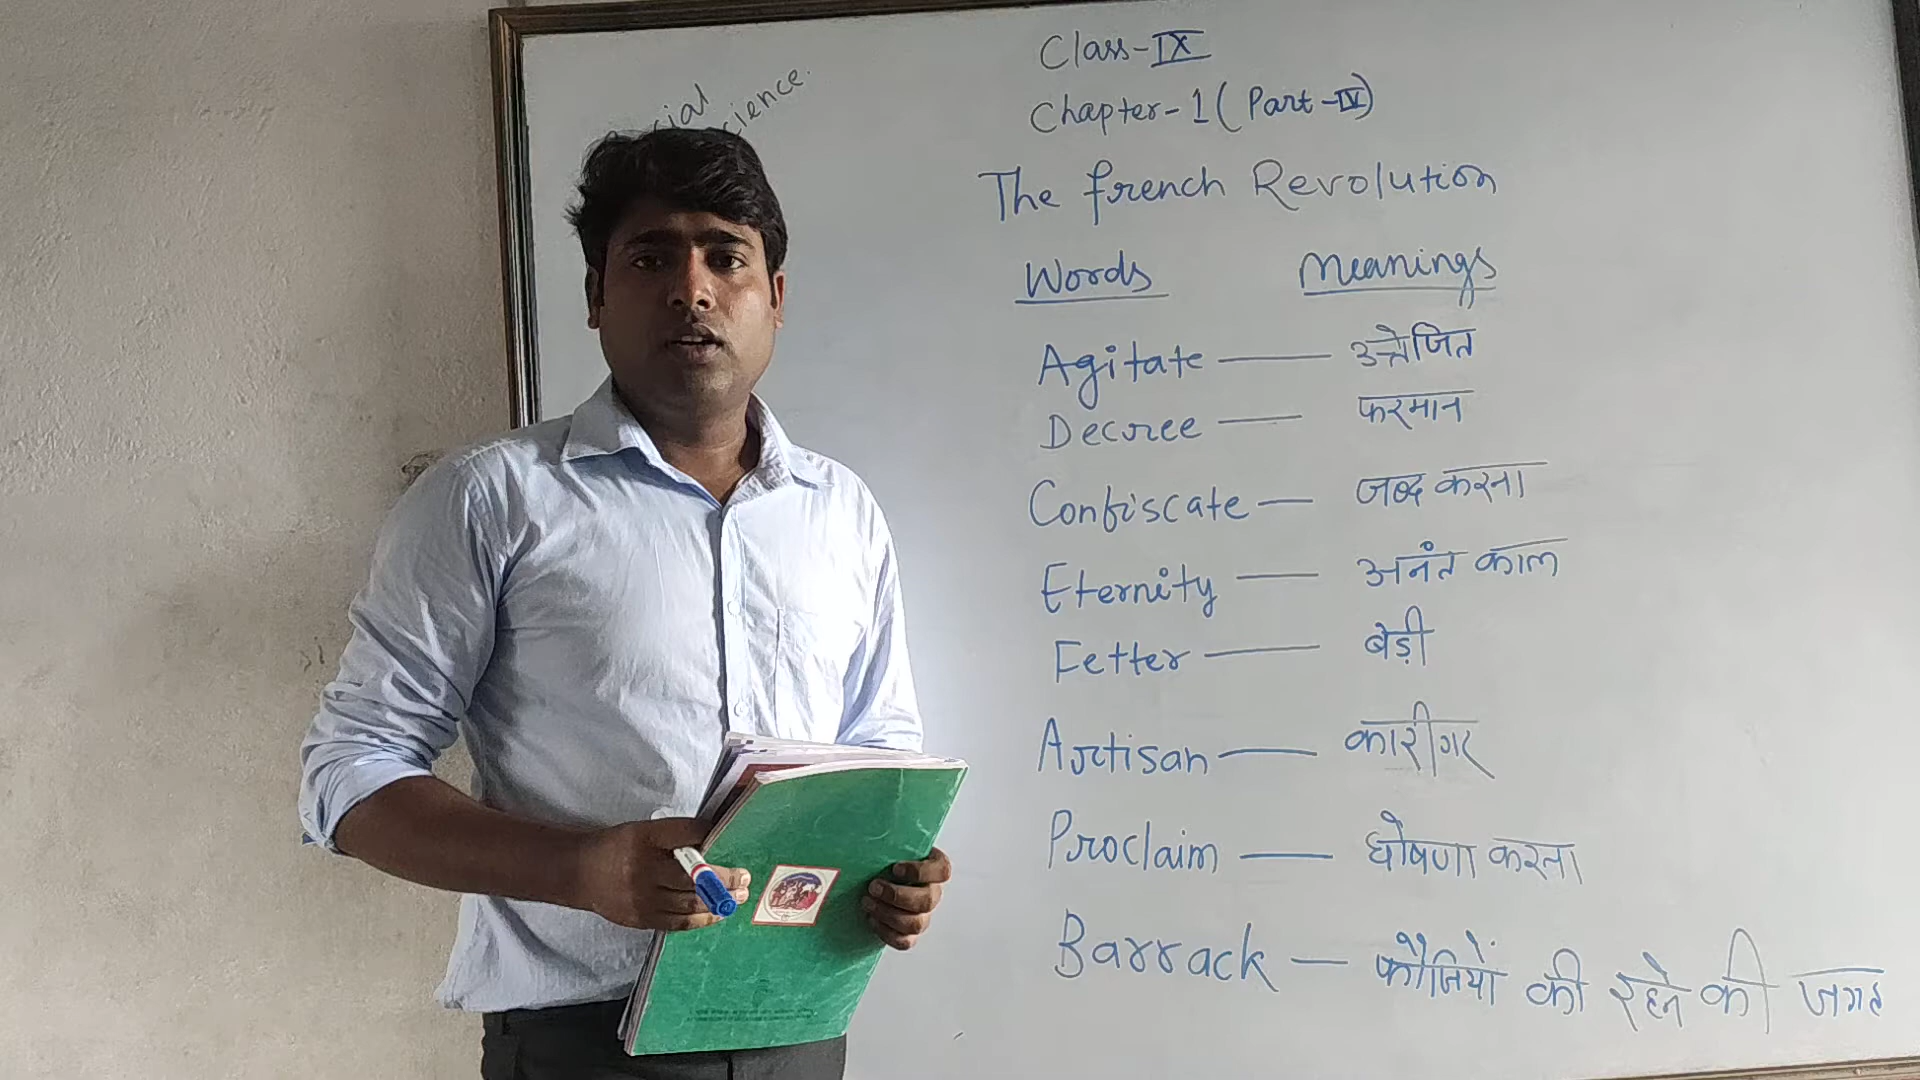 Class-IX
Chapter-1 (Part-IV)
The French Revolution
Words Meanings
Agitate — उत्तेजित
Decree — फरमान
Confiscate — जब्द करना
Eternity — अनंत काल
Fetter — बेड़ी
Artisan — कारीगर
Proclaim — घोषणा करना
Barrack — फौजियों की रहने की जगह